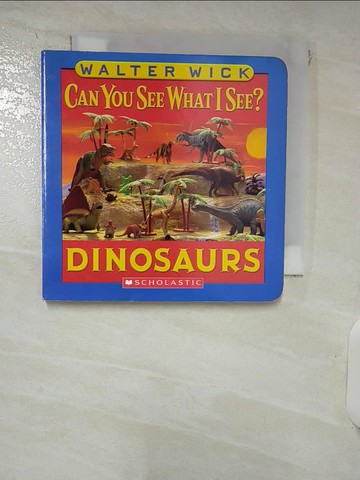 WALTER WICK
CAN YOU SEE WHAT I SEE?
DINOSAURS
SCHOLASTIC